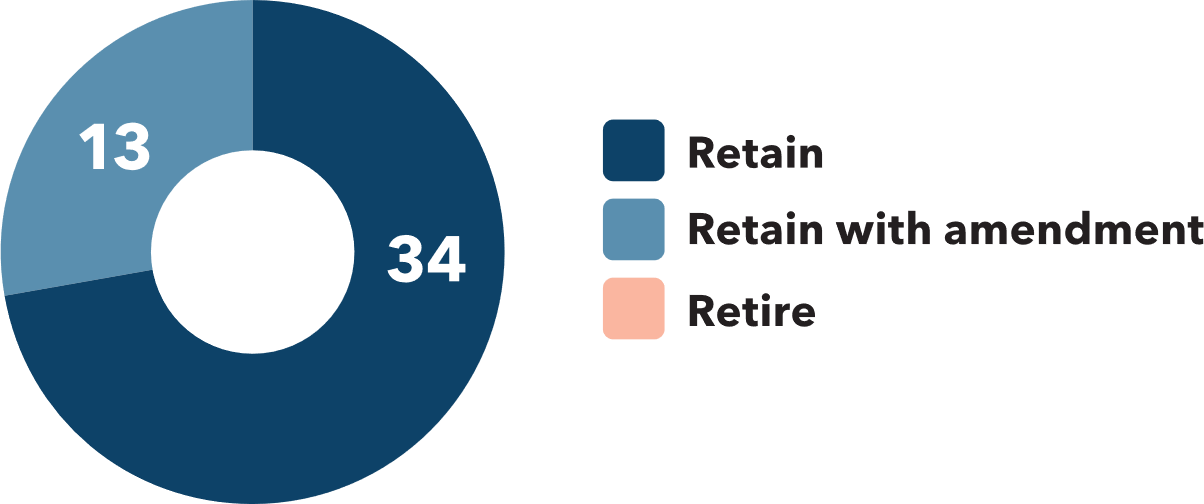 13
34
Retain
Retain with amendment
Retire